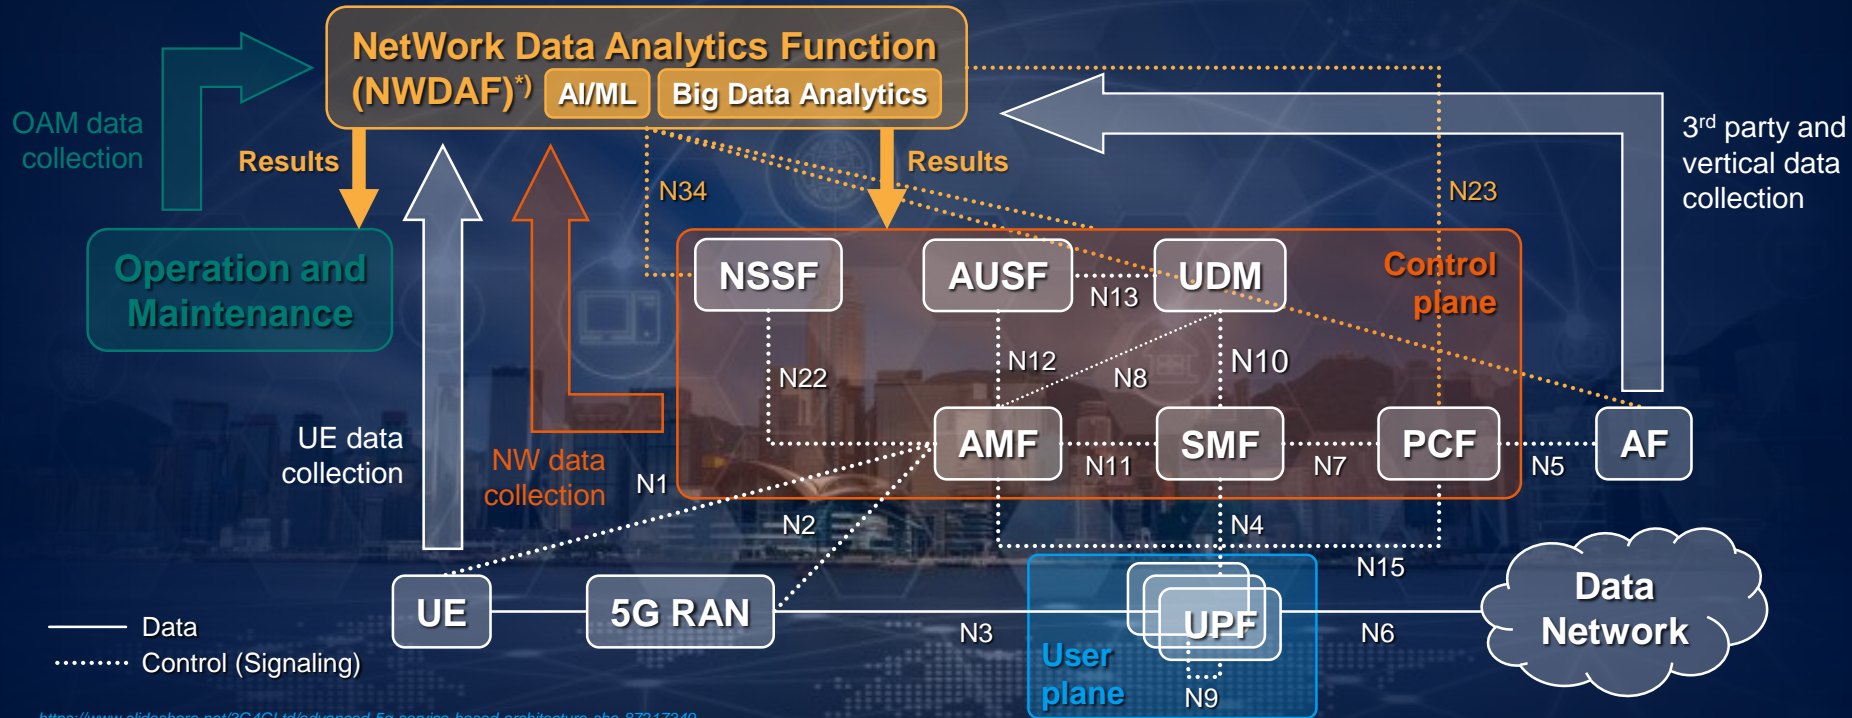 NetWork Data Analytics Function
(NWDAF)*)
AI/ML
Big Data Analytics
OAM data
collection
Results
Results
3rd party and
vertical data
collection
N34
N23
Operation and
Maintenance
NSSF
AUSF
N13
UDM
Control
plane
N22
N12
N8
N10
UE data
collection
NW data
collection
AMF
N11
SMF
N7
PCF
N5
AF
N1
N2
N4
N15
UE
5G RAN
N3
UPF
N6
Data
Network
User
plane
N9
Data
Control (Signaling)